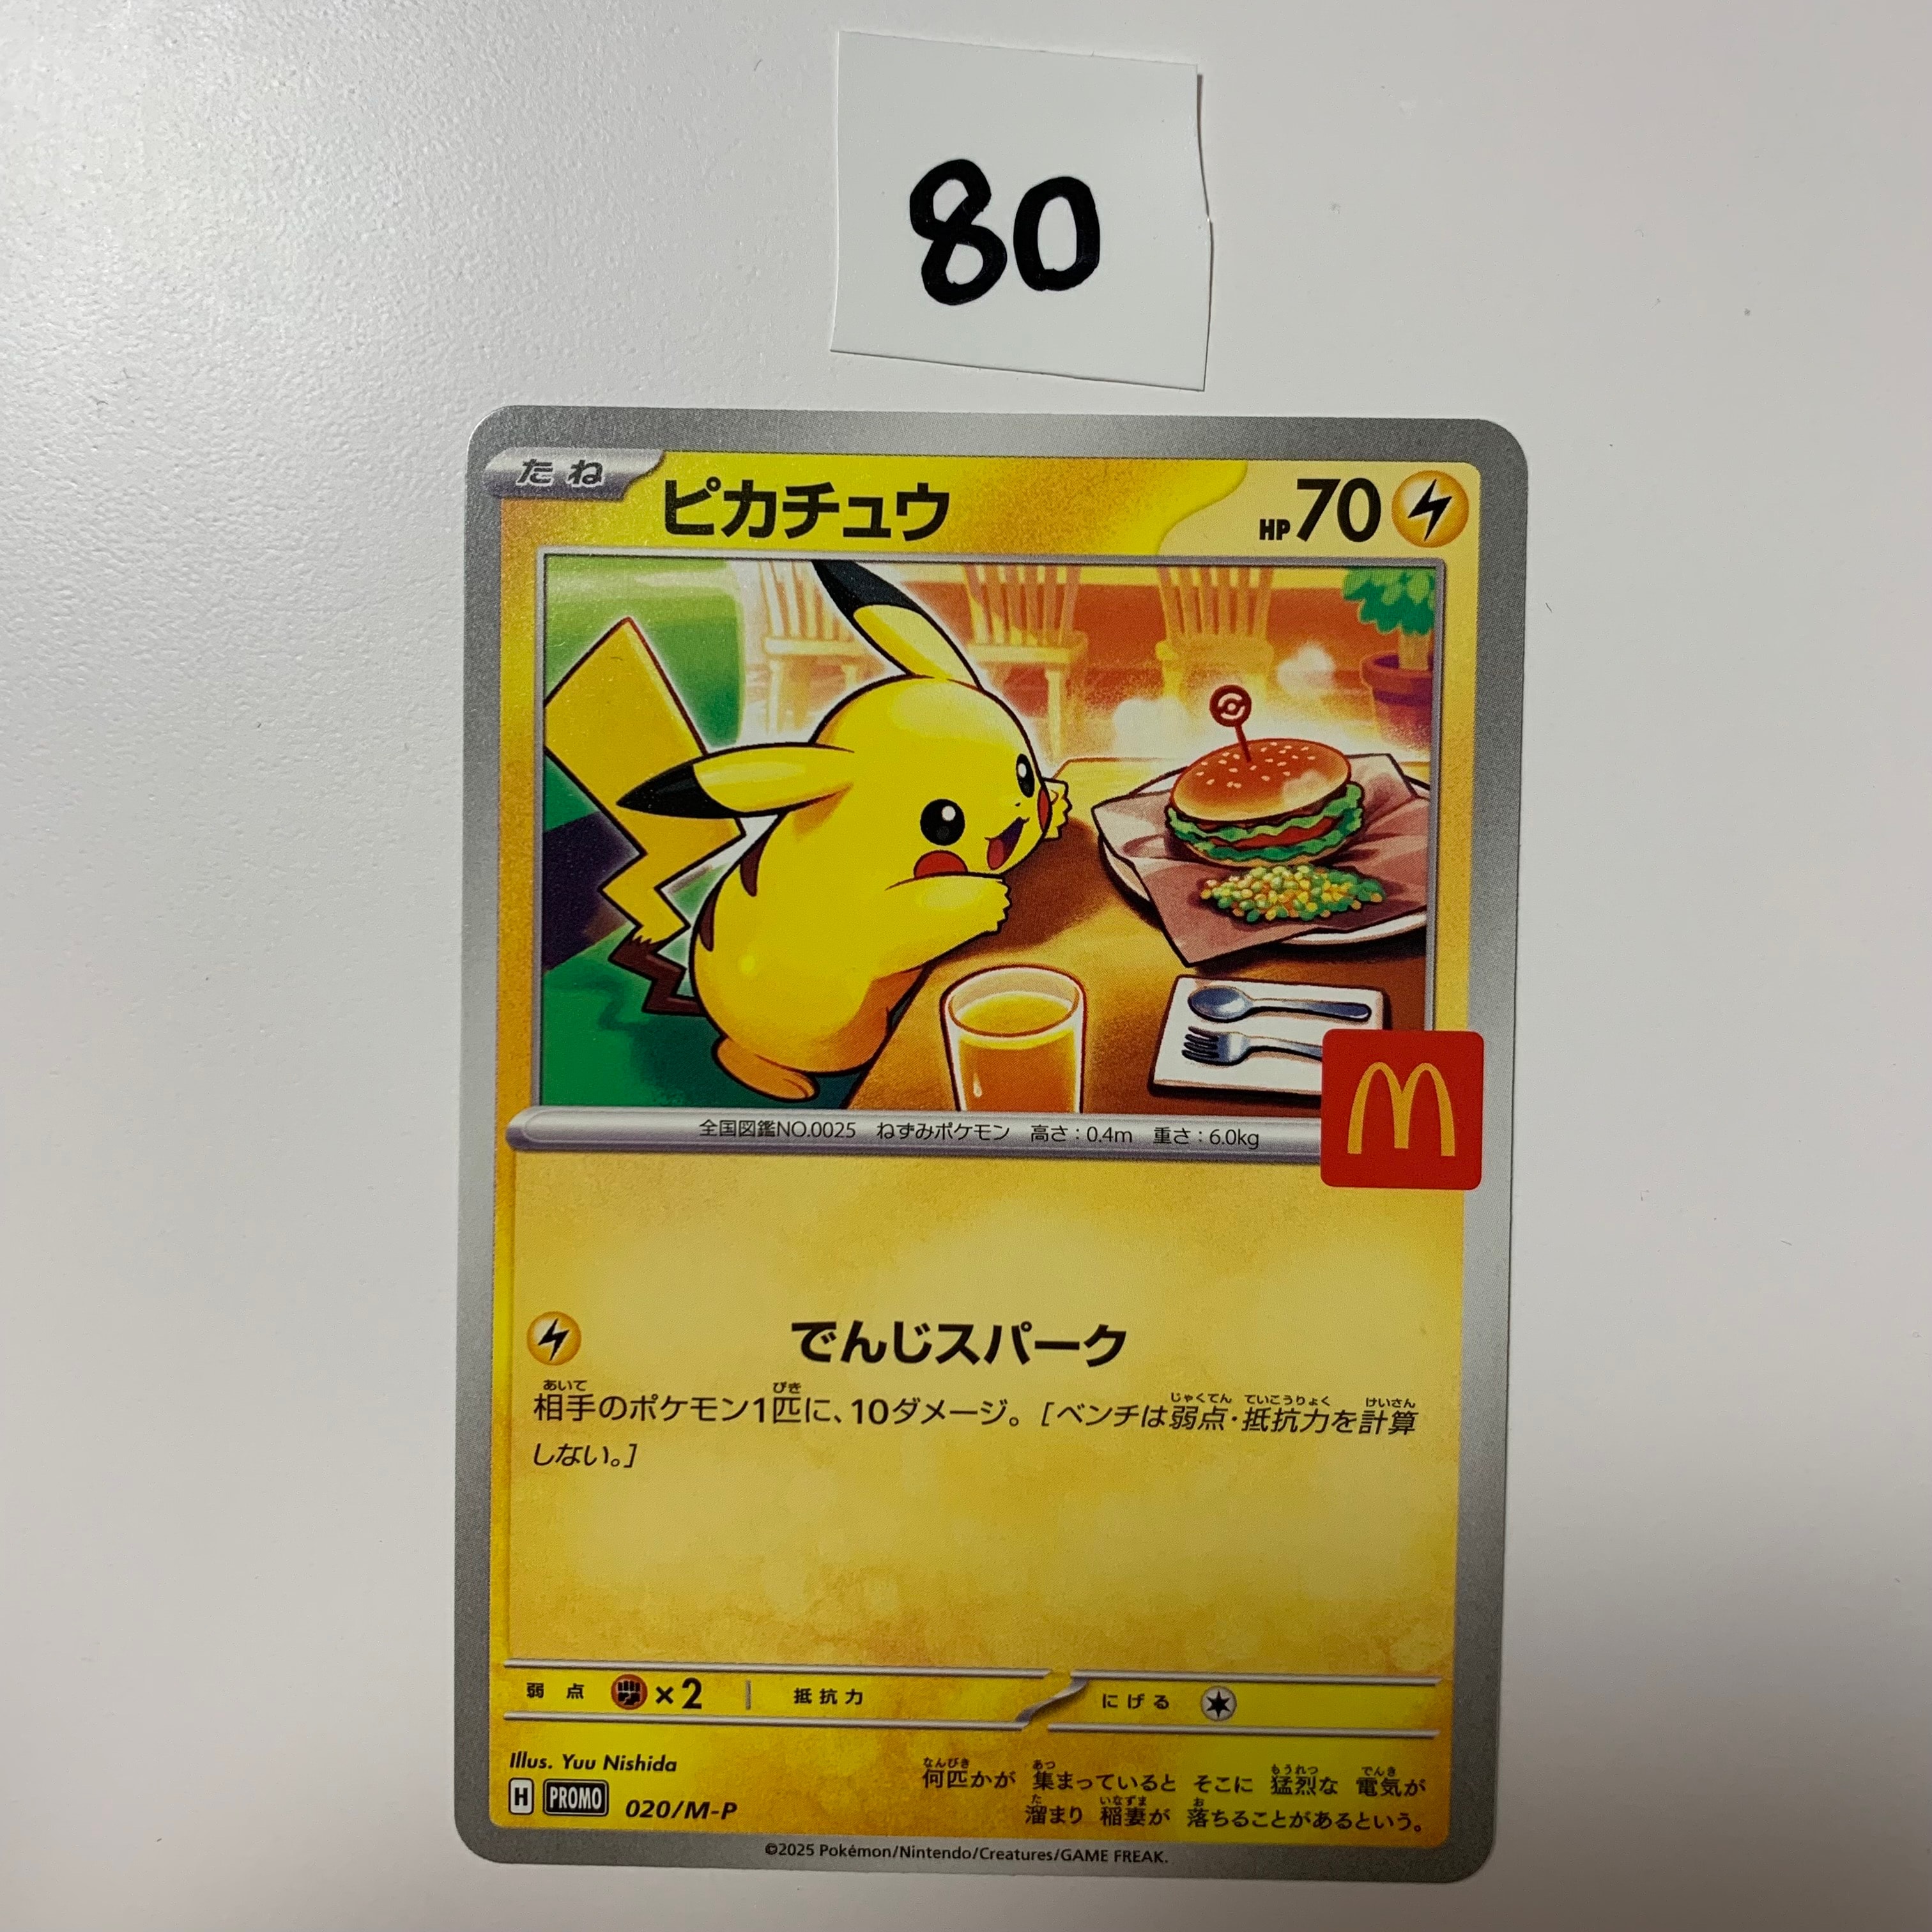 80
たね
ピカチュウ
HP70
M
全国図鑑NO.0025 ねずみポケモン 高さ:0.4m 重さ:6.0kg
でんじスパーク
あいて びき じゃくてん ていこうりょく けいさん
相手のポケモン1匹に、10ダメージ。[ベンチは弱点・抵抗力を計算
しない。]
弱点 ×2 抵抗力 にげる
Illus. Yuu Nishida
H PROMO 020/M-P
なんびき あつ もうれつ でんき
何匹かが 集まっていると そこに 猛烈な 電気が
た いなずま お
溜まり 稲妻が 落ちることがあるという。
©2025 Pokémon/Nintendo/Creatures/GAME FREAK.